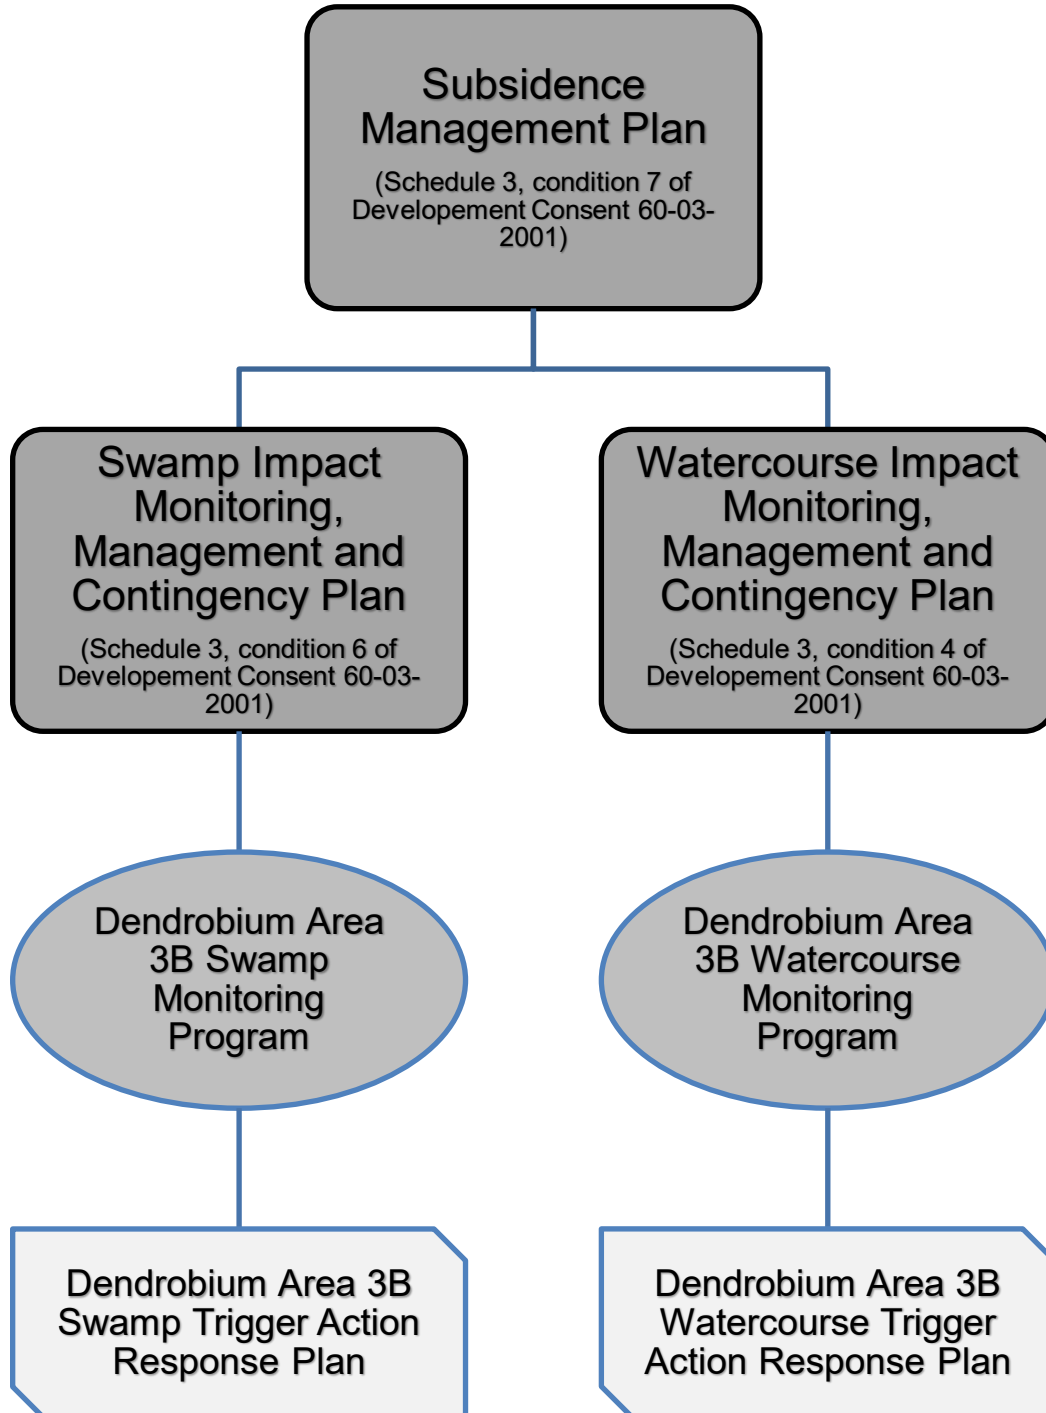 Subsidence
Management Plan
(Schedule 3, condition 7 of
Developement Consent 60-03-
2001)
Swamp Impact
Monitoring,
Management and
Contingency Plan
(Schedule 3, condition 6 of
Developement Consent 60-03-
2001)
Watercourse Impact
Monitoring,
Management and
Contingency Plan
(Schedule 3, condition 4 of
Developement Consent 60-03-
2001)
Dendrobium Area
3B Swamp
Monitoring
Program
Dendrobium Area
3B Watercourse
Monitoring
Program
Dendrobium Area 3B
Swamp Trigger Action
Response Plan
Dendrobium Area 3B
Watercourse Trigger
Action Response Plan